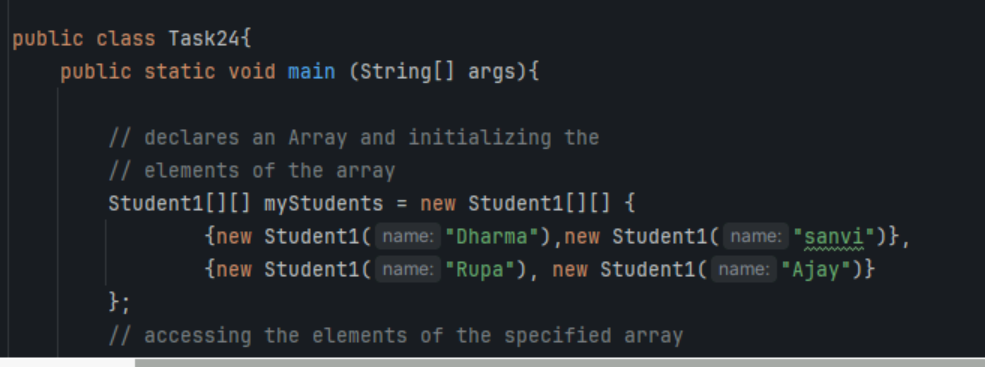 public class Task24{
public static void main (String[] args){
// declares an Array and initializing the
// elements of the array
Student1[][] myStudents = new Student1[][] {
{new Student1( name: "Dharma"),new Student1( name: "sanvi")},
{new Student1( name: "Rupa"), new Student1( name: "Ajay")}
};
// accessing the elements of the specified array